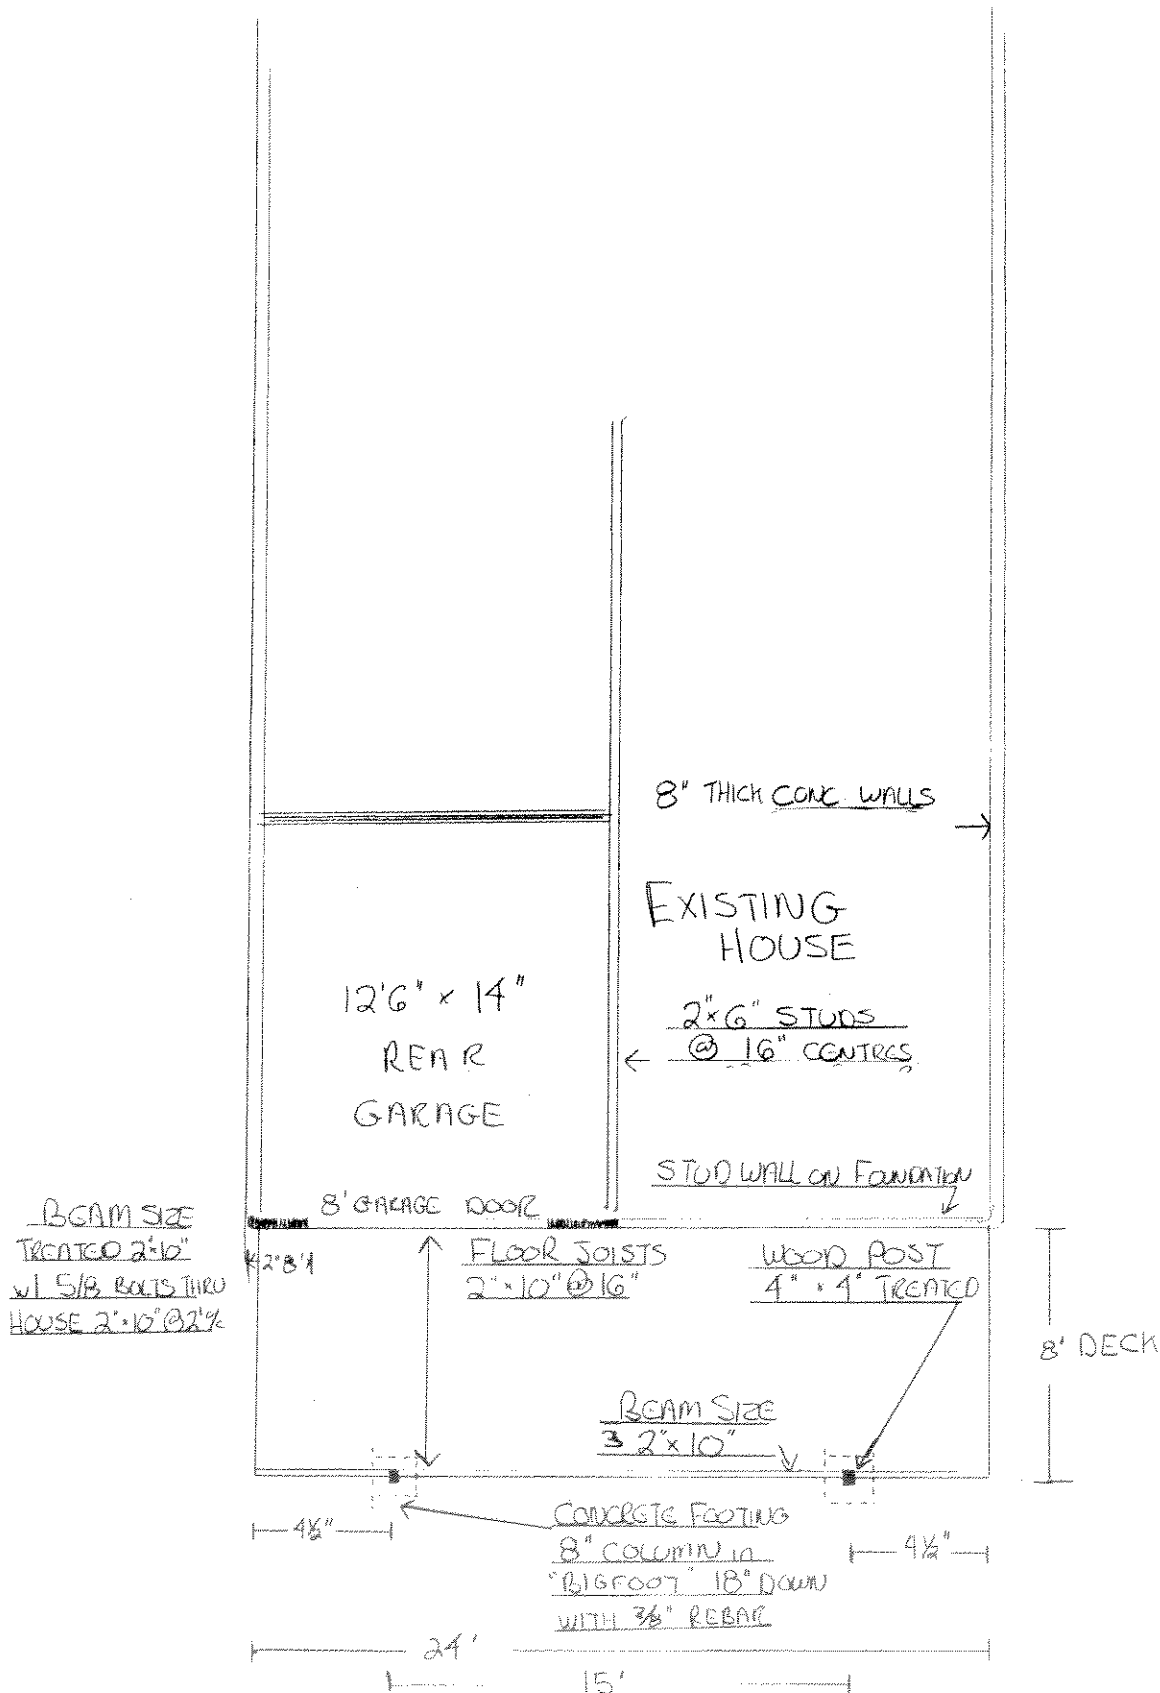 8" THICK CONC. WALLS
EXISTING
HOUSE
12'6" x 14"
REAR
GARAGE
2"x6" STUDS
@ 16" CENTRES
STUD WALL ON FOUNDATION
8' GARAGE DOOR
BEAM SIZE
TREATED 2"x10"
w/ 5/8 BOLTS THRU
HOUSE 2"x10" @ 2' %
2'8"
FLOOR JOISTS
2"x10" @ 16"
WOOD POST
4" x 4" TREATED
8' DECK
BEAM SIZE
3 2"x10"
4½"
CONCRETE FOOTING
8" COLUMN in
"BIGFOOT" 18" DOWN
WITH 3/8" REBAR
4½"
24'
15'